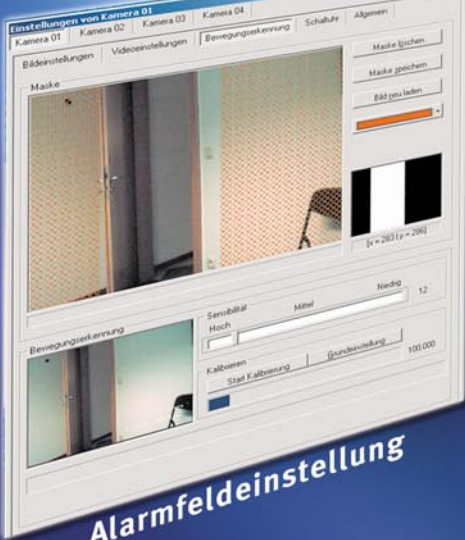 Einstellungen von Kamera 01
Kamera 01 Kamera 02 Kamera 03 Kamera 04
Bildeinstellungen Videoeinstellungen Bewegungserkennung Schaltuhr Allgemein
Maske
Maske löschen
Maske speichern
Bild neu laden
[x = 283 | y = 286]
Bewegungserkennung
Sensibilität
Hoch Mittel Niedrig 12
Kalibrieren
Start Kalibrierung Grundeinstellung 100,000
Alarmfeldeinstellung